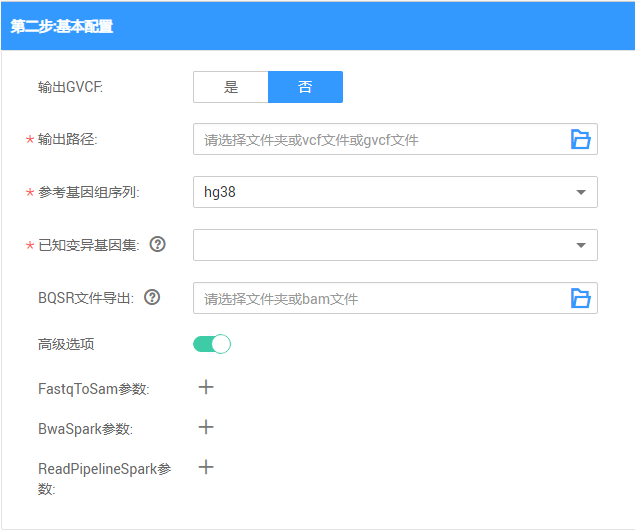 第二步:基本配置
输出GVCF: 是 否
* 输出路径: 请选择文件夹或vcf文件或gvcf文件
* 参考基因组序列: hg38
* 已知变异基因集: ?
BQSR文件导出: ? 请选择文件夹或bam文件
高级选项
FastqToSam参数: +
BwaSpark参数: +
ReadPipelineSpark参 +
数: